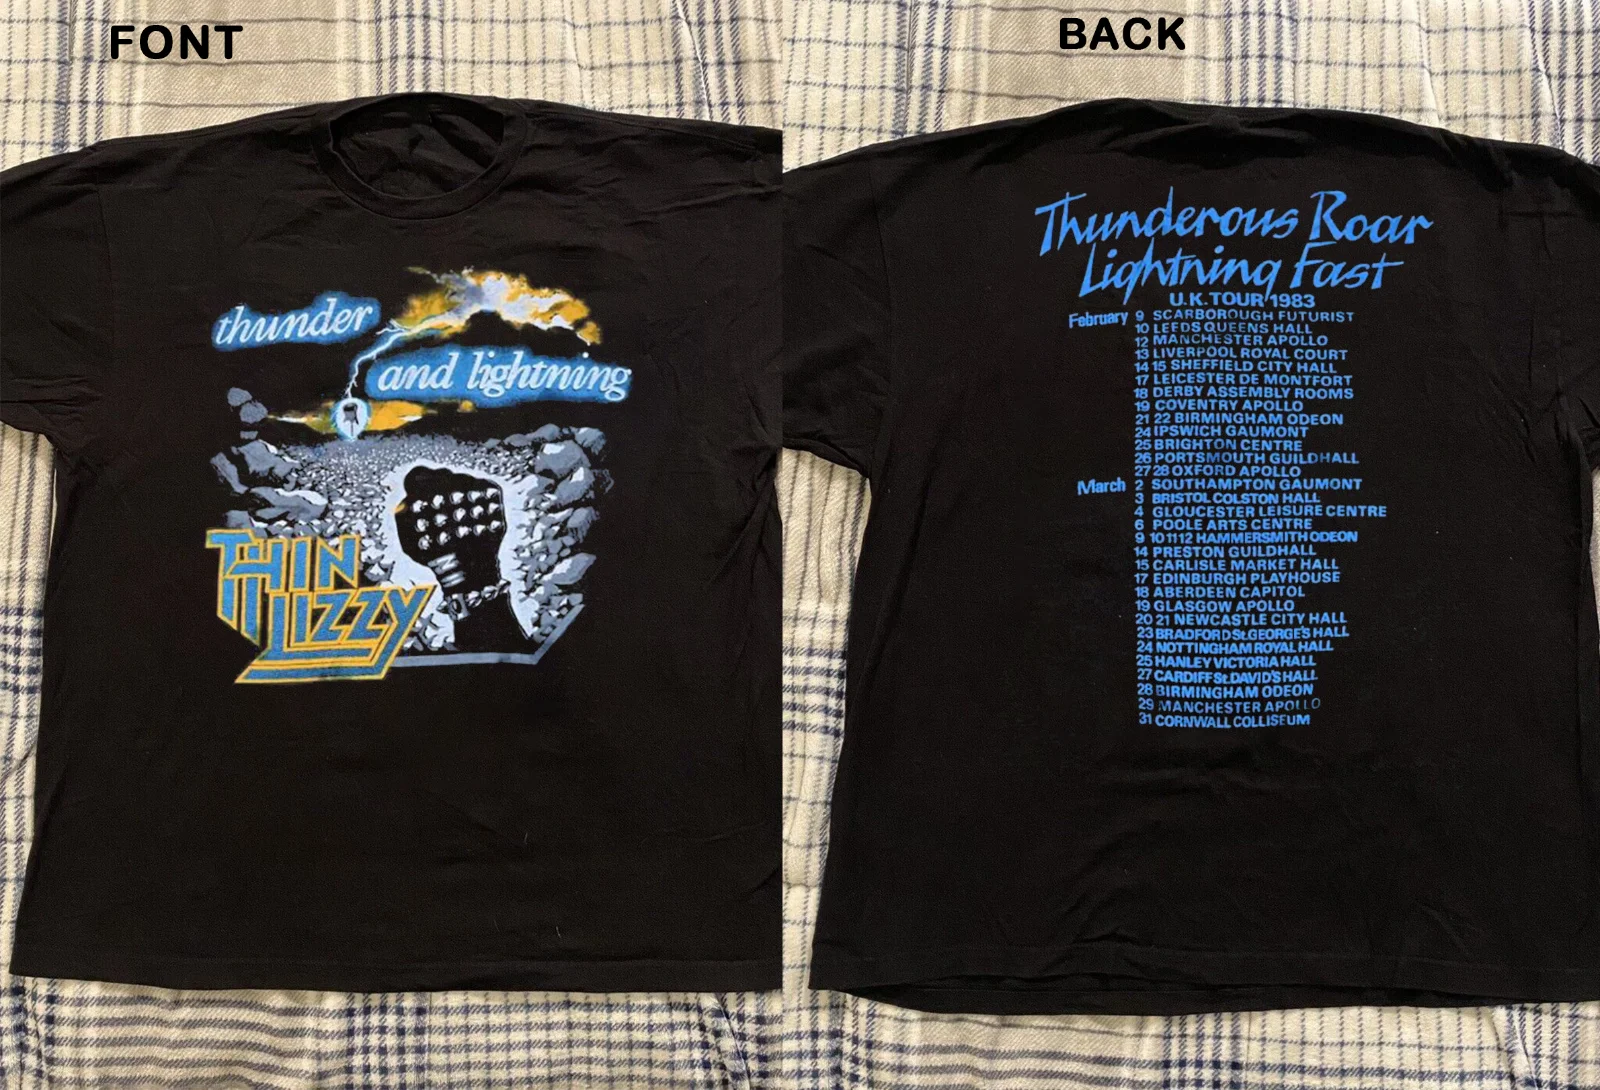 FONT
thunder
and lightning
THIN
LIZZY
BACK
Thunderous Roar
Lightning Fast
U.K. TOUR 1983
February 9 SCARBOROUGH FUTURIST
10 LEEDS QUEENS HALL
12 MANCHESTER APOLLO
13 LIVERPOOL ROYAL COURT
14 15 SHEFFIELD CITY HALL
17 LEICESTER DE MONTFORT
18 DERBY ASSEMBLY ROOMS
19 COVENTRY APOLLO
21 22 BIRMINGHAM ODEON
24 IPSWICH GAUMONT
25 BRIGHTON CENTRE
26 PORTSMOUTH GUILDHALL
27 28 OXFORD APOLLO
March 2 SOUTHAMPTON GAUMONT
3 BRISTOL COLSTON HALL
4 GLOUCESTER LEISURE CENTRE
6 POOLE ARTS CENTRE
9 10 11 12 HAMMERSMITH ODEON
14 PRESTON GUILDHALL
15 CARLISLE MARKET HALL
17 EDINBURGH PLAYHOUSE
18 ABERDEEN CAPITOL
19 GLASGOW APOLLO
20 21 NEWCASTLE CITY HALL
23 BRADFORD St.GEORGE'S HALL
24 NOTTINGHAM ROYAL HALL
25 HANLEY VICTORIA HALL
27 CARDIFF St.DAVID'S HALL
28 BIRMINGHAM ODEON
29 MANCHESTER APOLLO
31 CORNWALL COLLISEUM